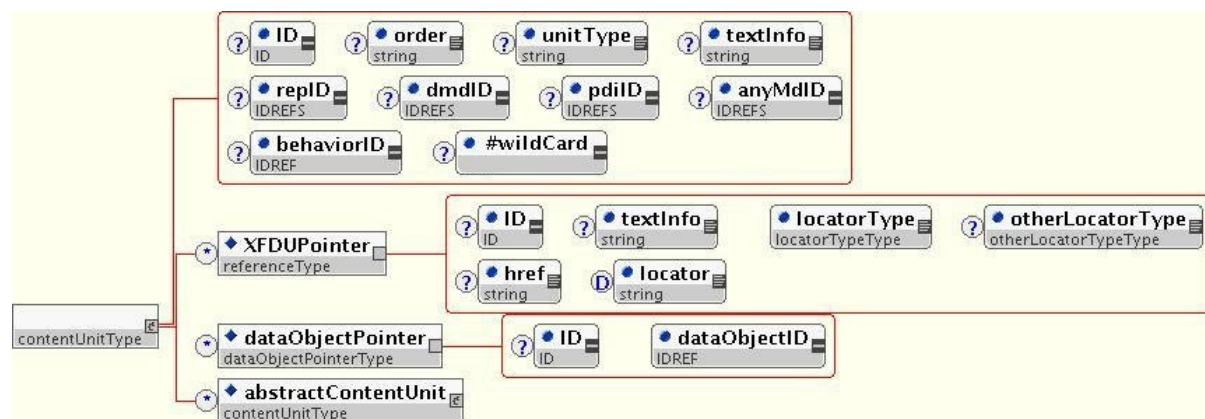 ? ID ID ? order string ? unitType string ? textInfo string
? repID IDREFS ? dmdID IDREFS ? pdiID IDREFS ? anyMdID IDREFS
? behaviorID IDREF ? #wildCard
? ID ID ? textInfo string locatorType locatorTypeType ? otherLocatorType otherLocatorTypeType
* XFDUPointer referenceType
? href string D locator string
contentUnitType
* dataObjectPointer dataObjectPointerType
? ID ID dataObjectID IDREF
* abstractContentUnit contentUnitType